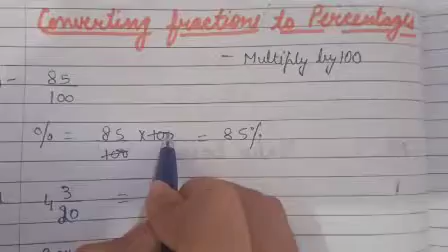 Converting fractions to Percentages
- Multiply by 100
85
100
% = 85 × 100 = 85%
100
4 3 =
20